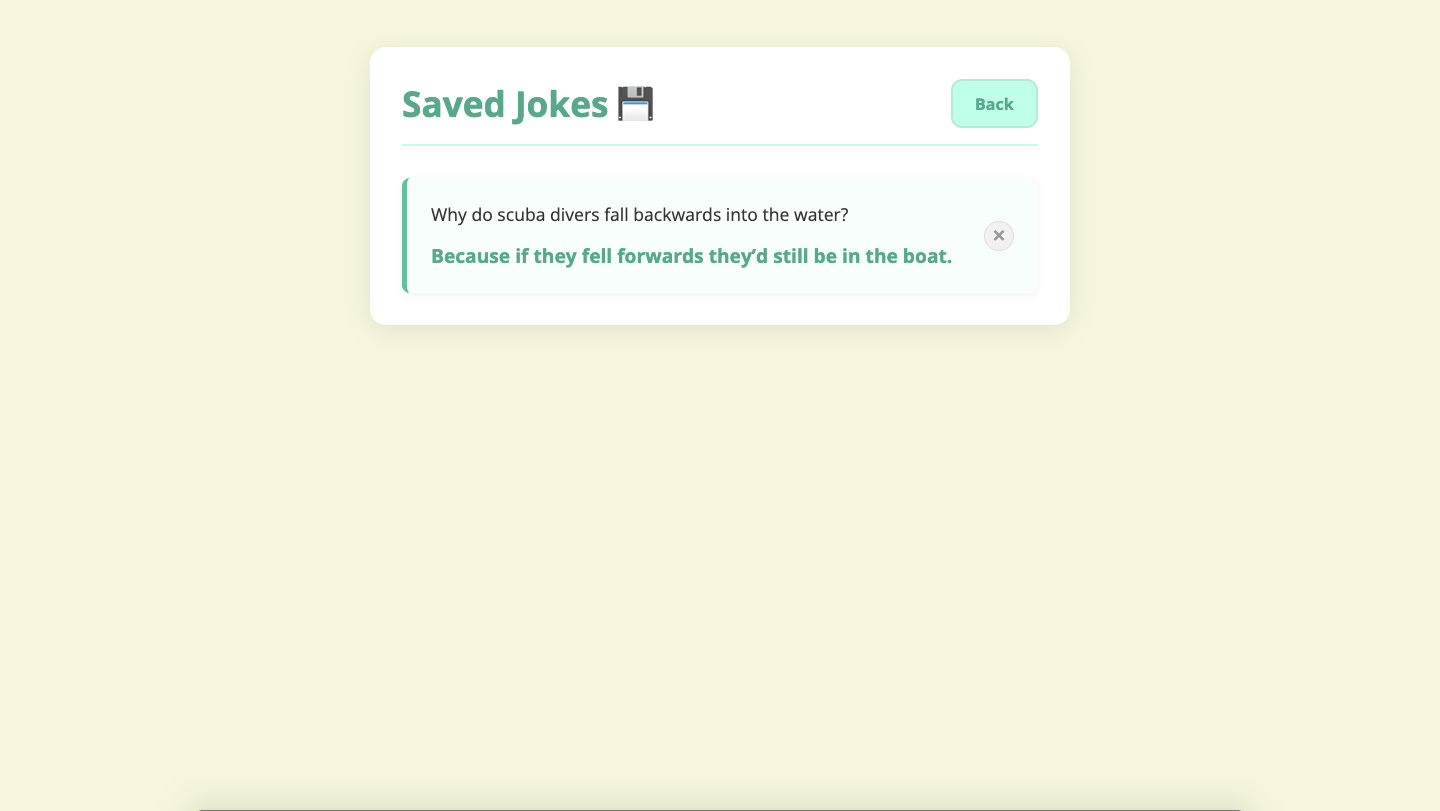 Saved Jokes 💾
Back
Why do scuba divers fall backwards into the water?
Because if they fell forwards they’d still be in the boat.